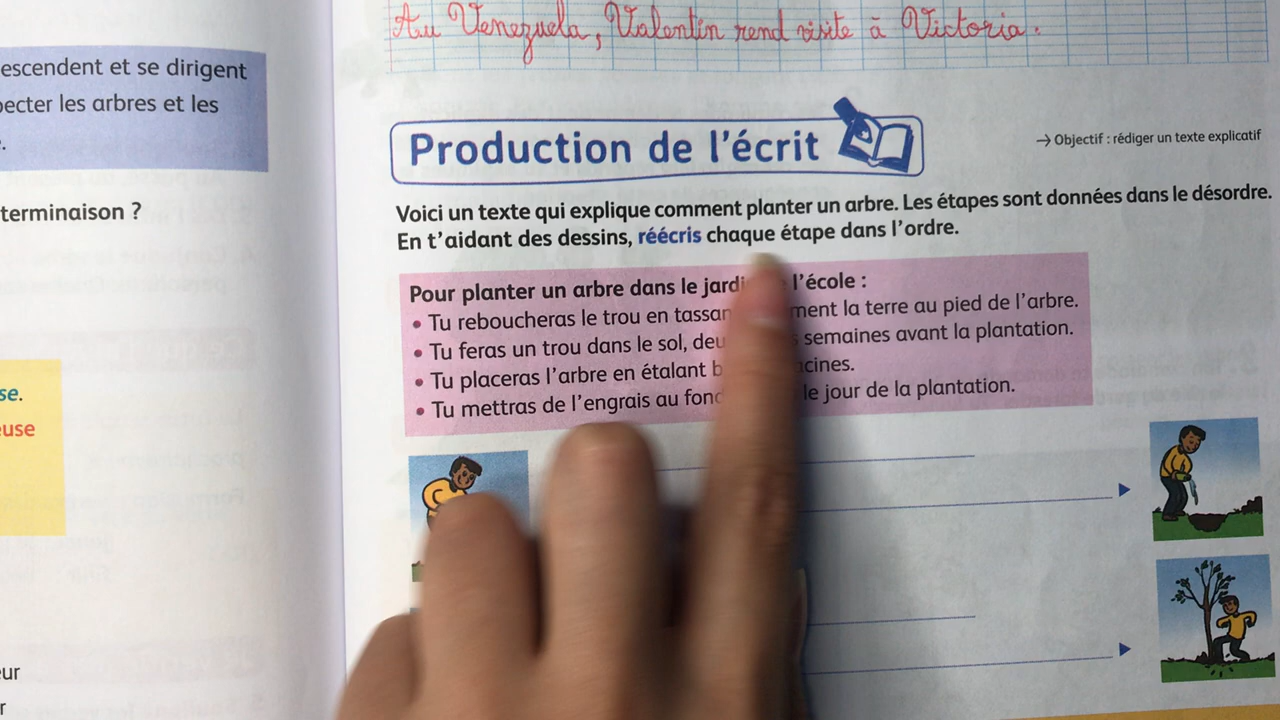 escendent et se dirigent
pecter les arbres et les
terminaison ?
se.
euse
eur
r
Au Venezuela, Valentin rend visite à Victoria.
Production de l'écrit
→ Objectif : rédiger un texte explicatif
Voici un texte qui explique comment planter un arbre. Les étapes sont données dans le désordre.
En t'aidant des dessins, réécris chaque étape dans l'ordre.
Pour planter un arbre dans le jardi l'école :
• Tu reboucheras le trou en tassan ment la terre au pied de l'arbre.
• Tu feras un trou dans le sol, deu semaines avant la plantation.
• Tu placeras l'arbre en étalant b acines.
• Tu mettras de l'engrais au fond le jour de la plantation.